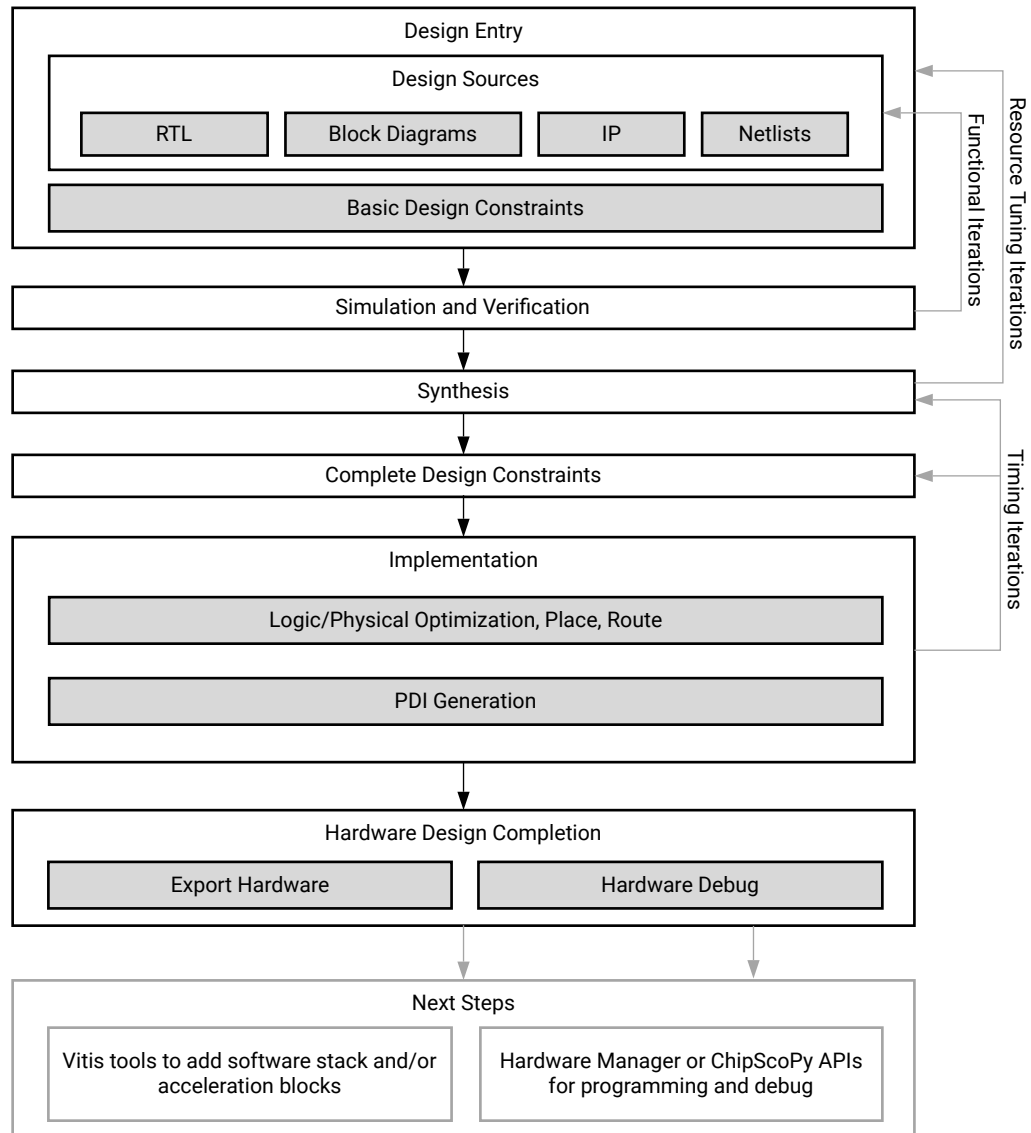 Design Entry
Design Sources
RTL
Block Diagrams
IP
Netlists
Basic Design Constraints
Functional Iterations
Resource Tuning Iterations
Simulation and Verification
Synthesis
Complete Design Constraints
Timing Iterations
Implementation
Logic/Physical Optimization, Place, Route
PDI Generation
Hardware Design Completion
Export Hardware
Hardware Debug
Next Steps
Vitis tools to add software stack and/or
acceleration blocks
Hardware Manager or ChipScoPy APIs
for programming and debug